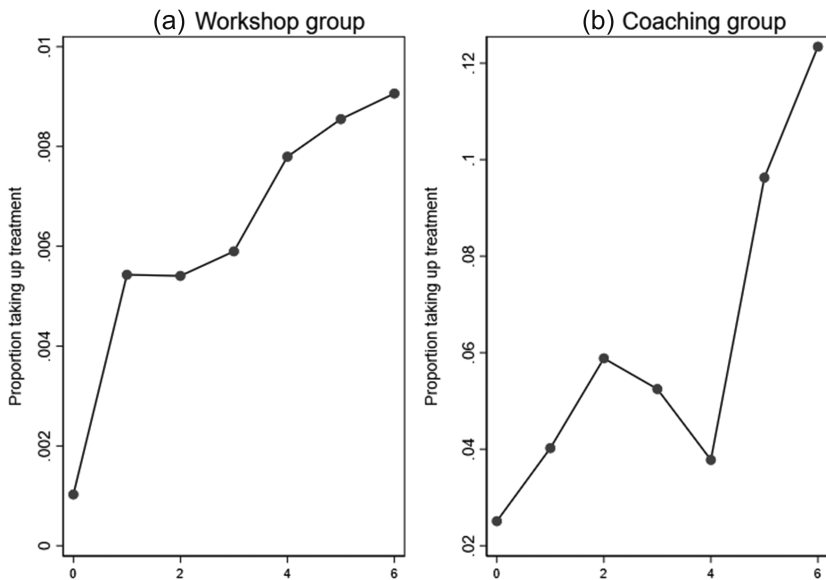 (a) Workshop group
Proportion taking up treatment
.01
.008
.006
.004
.002
0
0 2 4 6
(b) Coaching group
Proportion taking up treatment
.12
.1
.08
.06
.04
.02
0 2 4 6